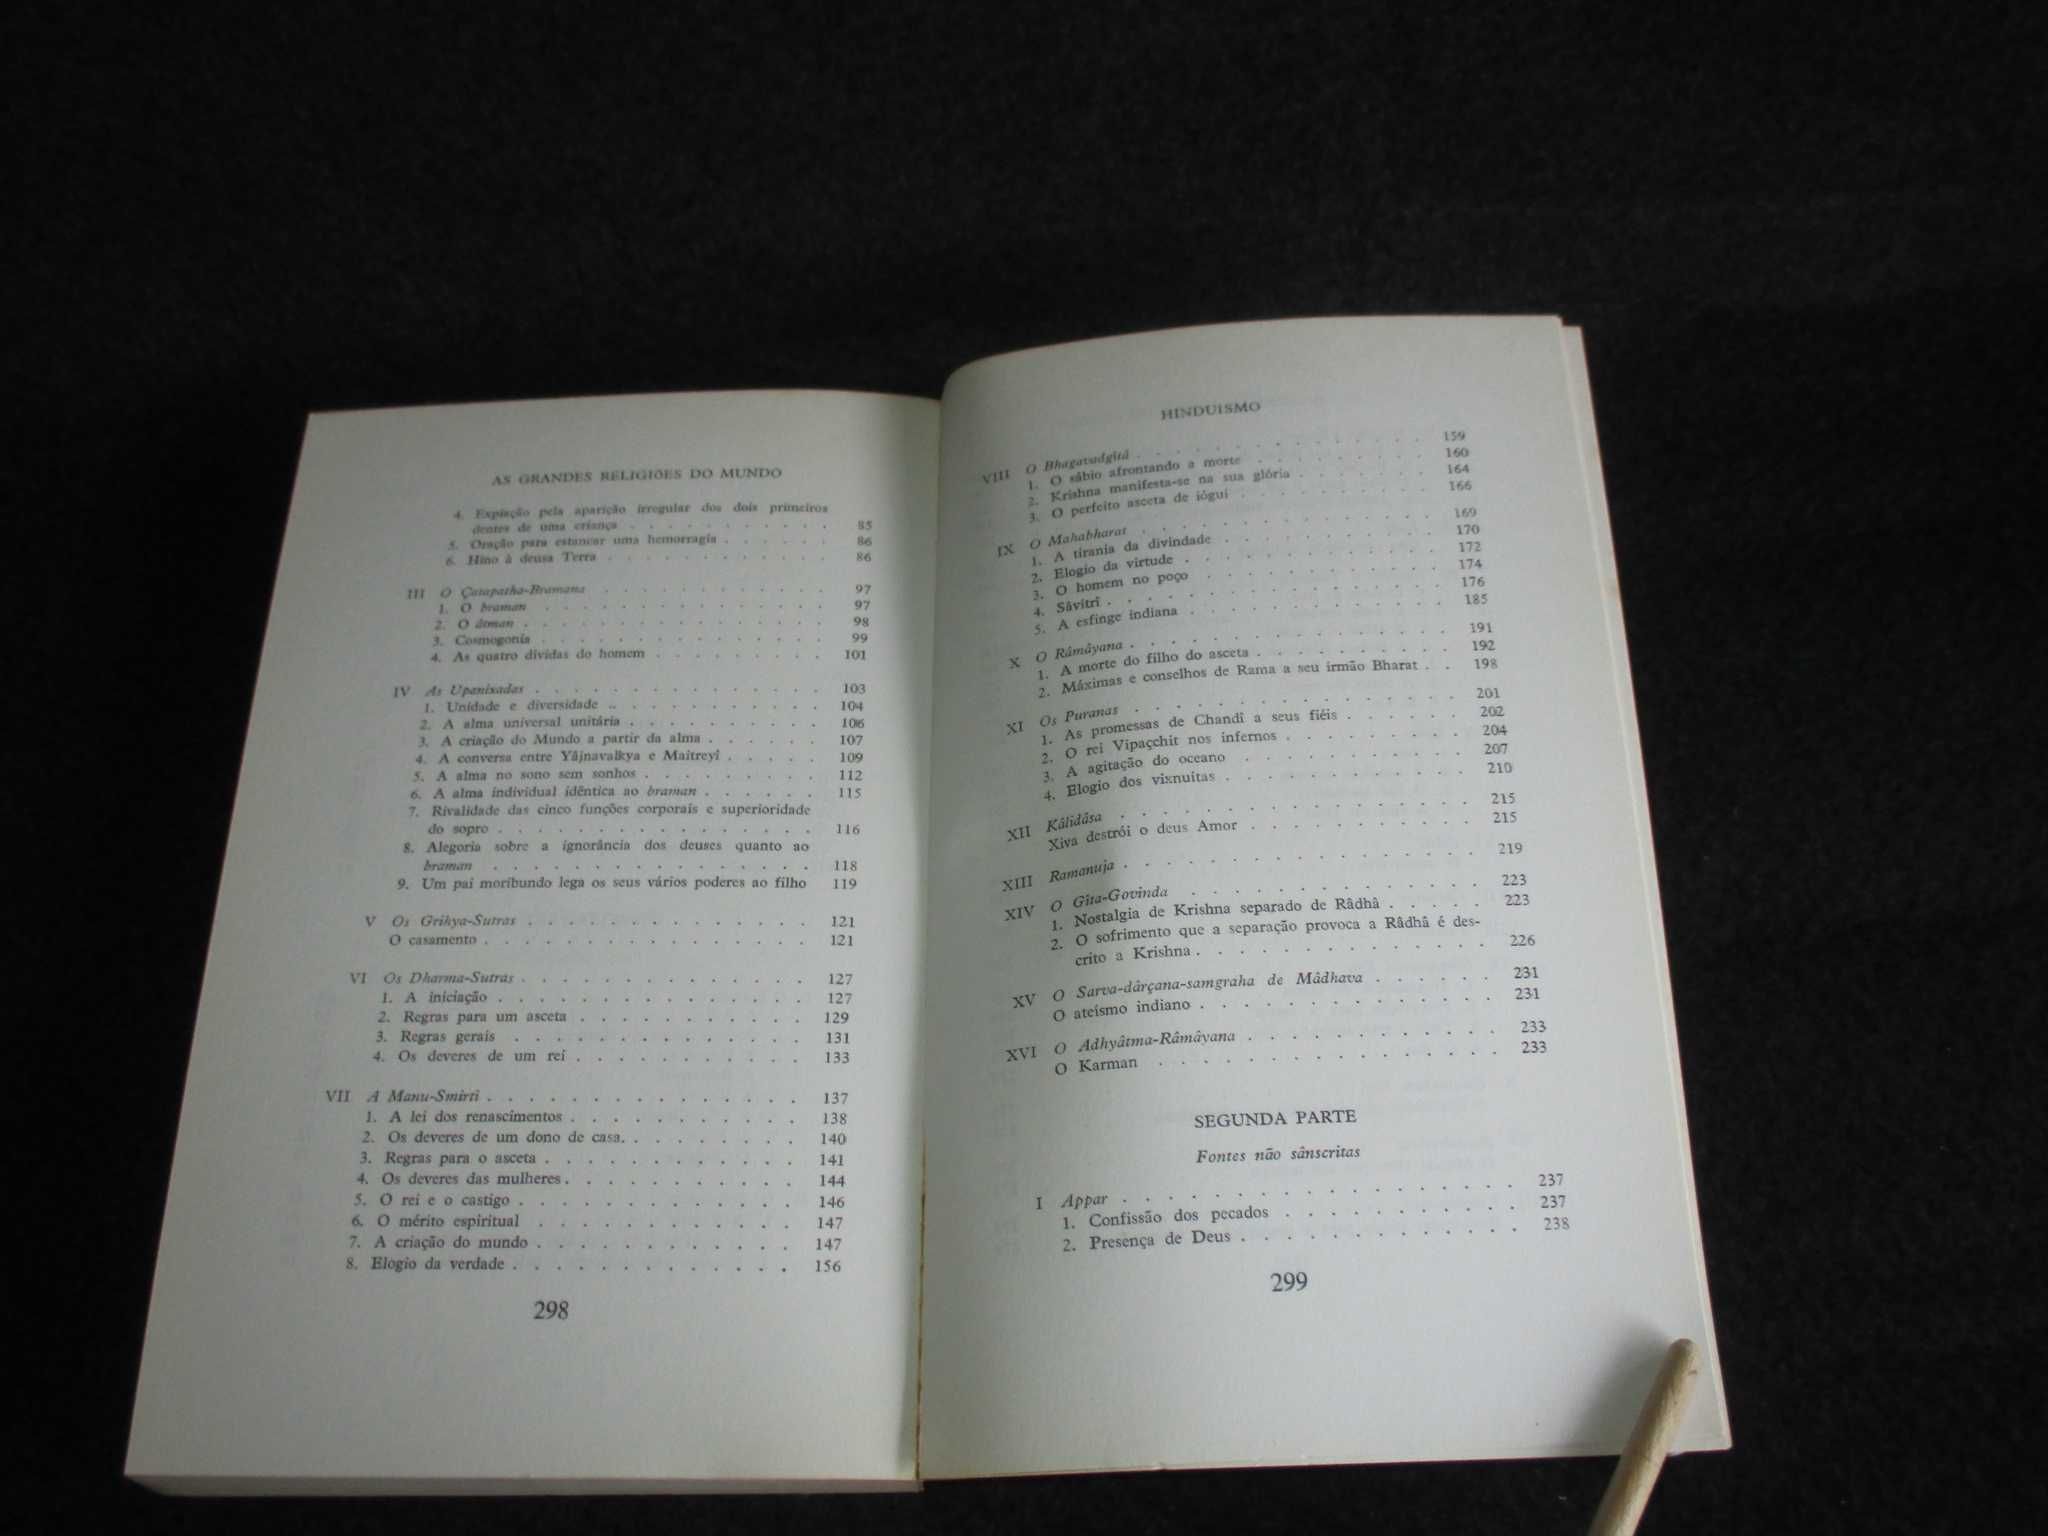 AS GRANDES RELIGIÕES DO MUNDO
4. Expiação pela aparição irregular dos dois primeiros
dentes de uma criança . . . . . . . . . . 85
5. Oração para estancar uma hemorragia . . . . . . 86
6. Hino à deusa Terra . . . . . . . . . . . 86
III O Çatapatha-Bramana . . . . . . . . . . . 97
1. O braman . . . . . . . . . . . . . . 97
2. O âtman . . . . . . . . . . . . . . . 98
3. Cosmogonia . . . . . . . . . . . . . . 99
4. As quatro dívidas do homem . . . . . . . . . 101
IV As Upanixadas . . . . . . . . . . . . . . 103
1. Unidade e diversidade . . . . . . . . . . . 104
2. A alma universal unitária . . . . . . . . . . 106
3. A criação do Mundo a partir da alma . . . . . . 107
4. A conversa entre Yâjnavalkya e Maitreyî . . . . . 109
5. A alma no sono sem sonhos . . . . . . . . . 112
6. A alma individual idêntica ao braman . . . . . . 115
7. Rivalidade das cinco funções corporais e superioridade
do sopro . . . . . . . . . . . . . . . 116
8. Alegoria sobre a ignorância dos deuses quanto ao
braman . . . . . . . . . . . . . . . 118
9. Um pai moribundo lega os seus vários poderes ao filho 119
V Os Grihya-Sutras . . . . . . . . . . . . . 121
O casamento . . . . . . . . . . . . . . . 121
VI Os Dharma-Sutras . . . . . . . . . . . . . 127
1. A iniciação . . . . . . . . . . . . . . 127
2. Regras para um asceta . . . . . . . . . . . 129
3. Regras gerais . . . . . . . . . . . . . 131
4. Os deveres de um rei . . . . . . . . . . . 133
VII A Manu-Smirti . . . . . . . . . . . . . . 137
1. A lei dos renascimentos . . . . . . . . . . . 138
2. Os deveres de um dono de casa. . . . . . . . . 140
3. Regras para o asceta . . . . . . . . . . . . 141
4. Os deveres das mulheres . . . . . . . . . . . 144
5. O rei e o castigo . . . . . . . . . . . . . 146
6. O mérito espiritual . . . . . . . . . . . . 147
7. A criação do mundo . . . . . . . . . . . . 147
8. Elogio da verdade . . . . . . . . . . . . . 156
298
HINDUISMO
VIII O Bhagavadgîtâ . . . . . . . . . . . . . 159
1. O sábio afrontando a morte . . . . . . . . . 160
2. Krishna manifesta-se na sua glória . . . . . . . 164
3. O perfeito asceta de ióguí . . . . . . . . . . 166
IX O Mahabharat . . . . . . . . . . . . . . 169
1. A tirania da divindade . . . . . . . . . . . 170
2. Elogio da virtude . . . . . . . . . . . . . 172
3. O homem no poço . . . . . . . . . . . . 174
4. Sâvitrî . . . . . . . . . . . . . . . . 176
5. A esfinge indiana . . . . . . . . . . . . . 185
X O Râmâyana . . . . . . . . . . . . . . . 191
1. A morte do filho do asceta . . . . . . . . . . 192
2. Máximas e conselhos de Rama a seu irmão Bharat . . 198
XI Os Puranas . . . . . . . . . . . . . . . 201
1. As promessas de Chandî a seus fiéis . . . . . . 202
2. O rei Vipaçchit nos infernos . . . . . . . . . 204
3. A agitação do oceano . . . . . . . . . . . 207
4. Elogio dos vixnuítas . . . . . . . . . . . . 210
XII Kâlidâsa . . . . . . . . . . . . . . . . 215
Xiva destrói o deus Amor . . . . . . . . . . . 215
XIII Ramanuja . . . . . . . . . . . . . . . . 219
XIV O Gita-Govinda . . . . . . . . . . . . . . 223
1. Nostalgia de Krishna separado de Râdhâ . . . . . 223
2. O sofrimento que a separação provoca a Râdhâ é des-
crito a Krishna . . . . . . . . . . . . . . 226
XV O Sarva-dârçana-samgraha de Mâdhava . . . . . . 231
O ateísmo indiano . . . . . . . . . . . . . 231
XVI O Adhyâtma-Râmâyana . . . . . . . . . . . 233
O Karman . . . . . . . . . . . . . . . 233
SEGUNDA PARTE
Fontes não sânscritas
I Appar . . . . . . . . . . . . . . . . . 237
1. Confissão dos pecados . . . . . . . . . . . 237
2. Presença de Deus . . . . . . . . . . . . . 238
299